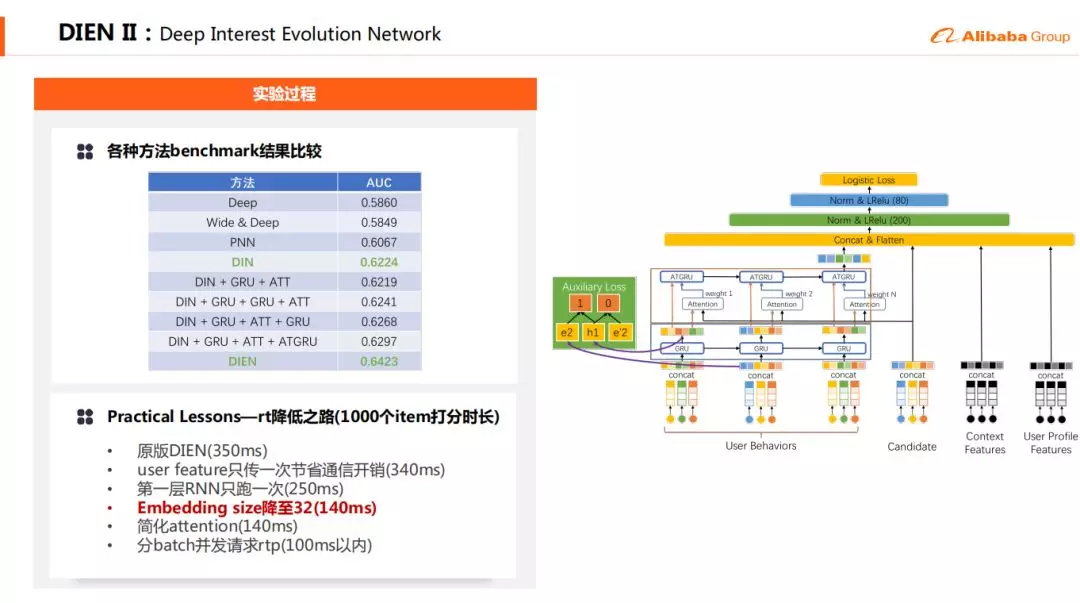 DIEN II：Deep Interest Evolution Network
Alibaba Group
实验过程
各种方法benchmark结果比较
方法 AUC
Deep 0.5860
Wide & Deep 0.5849
PNN 0.6067
DIN 0.6224
DIN + GRU + ATT 0.6219
DIN + GRU + GRU + ATT 0.6241
DIN + GRU + ATT + GRU 0.6268
DIN + GRU + ATT + ATGRU 0.6297
DIEN 0.6423
Practical Lessons—rt降低之路(1000个item打分时长)
• 原版DIEN(350ms)
• user feature只传一次节省通信开销(340ms)
• 第一层RNN只跑一次(250ms)
• Embedding size降至32(140ms)
• 简化attention(140ms)
• 分batch并发请求rtp(100ms以内)
Logistic Loss
Norm & LRelu (80)
Norm & LRelu (200)
Concat & Flatten
ATGRU ATGRU ATGRU
weight 1 weight 2 weight N
Attention Attention Attention
Auxiliary Loss
1 0
e2 h1 e'2
GRU GRU GRU
concat concat concat concat concat concat
User Behaviors
Candidate
Context
Features
User Profile
Features